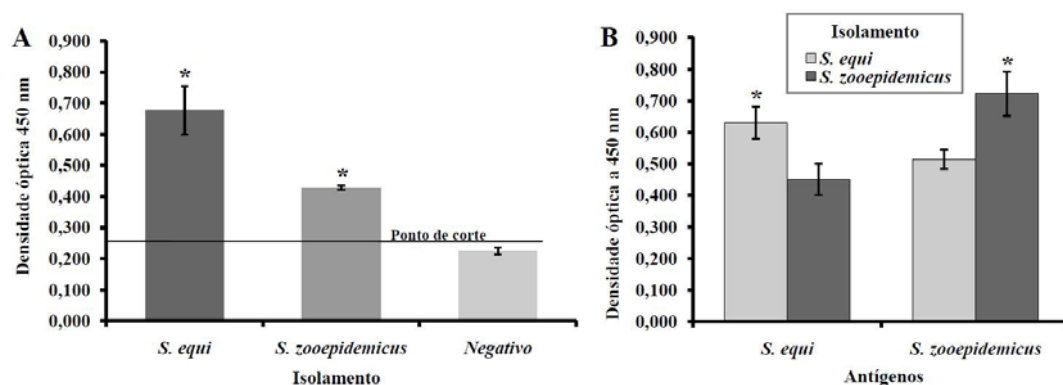 A
Densidade óptica 450 nm
0,900
0,800
0,700
0,600
0,500
0,400
0,300
0,200
0,100
0,000
*
*
Ponto de corte
S. equi
S. zooepidemicus
Negativo
Isolamento
B
Densidade óptica a 450 nm
0,900
0,800
0,700
0,600
0,500
0,400
0,300
0,200
0,100
0,000
Isolamento
S. equi
S. zooepidemicus
*
*
S. equi
S. zooepidemicus
Antígenos